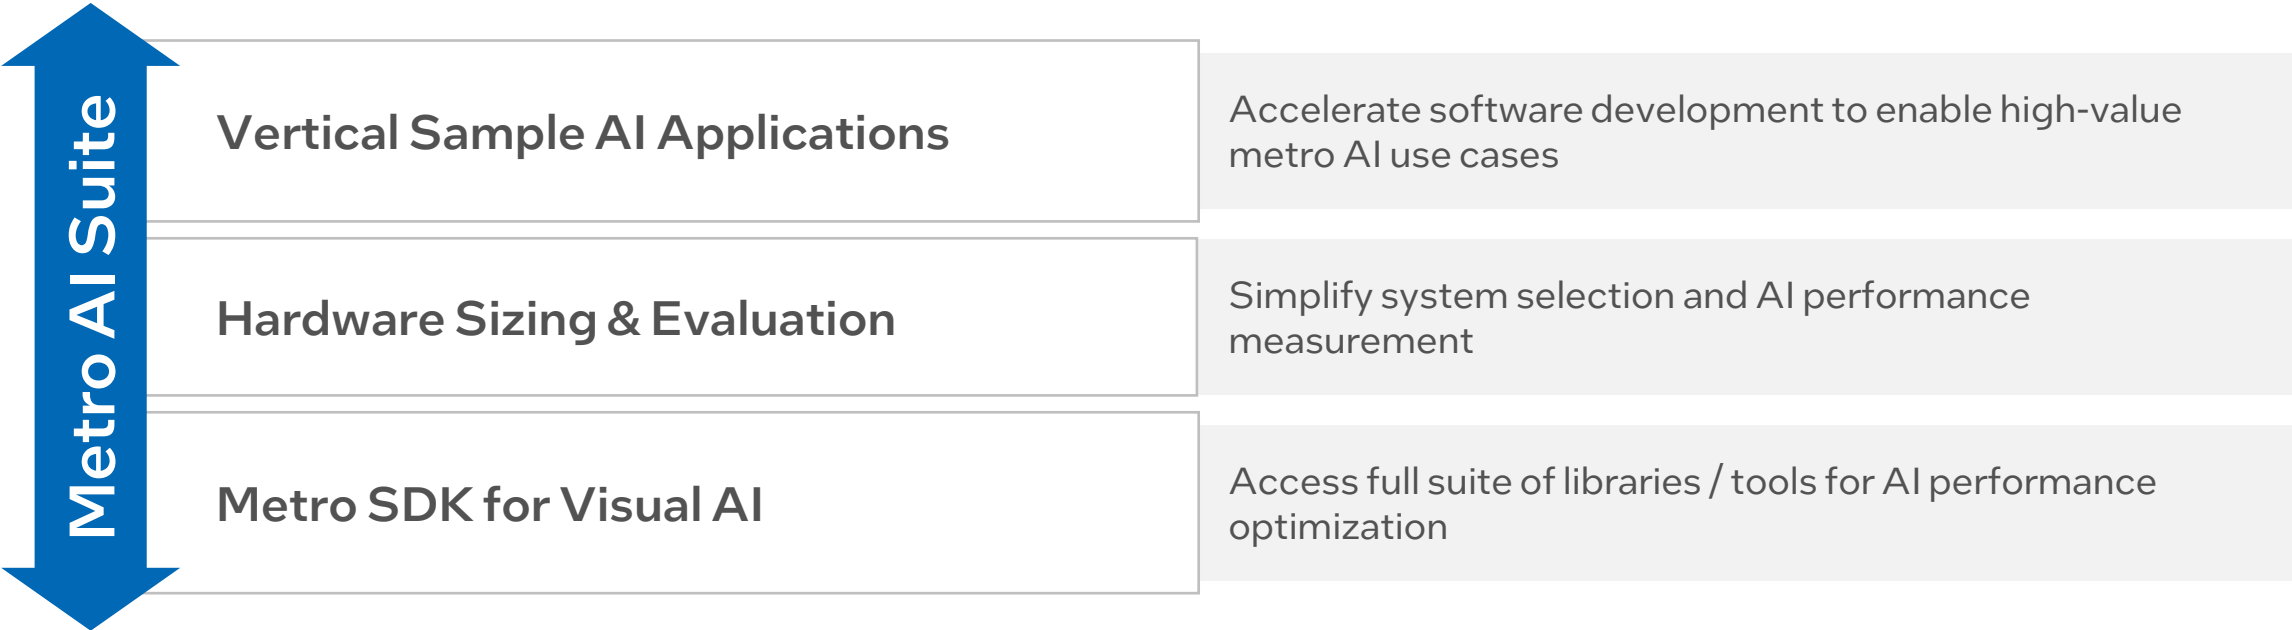 Metro AI Suite
Vertical Sample AI Applications
Accelerate software development to enable high-value
metro AI use cases
Hardware Sizing & Evaluation
Simplify system selection and AI performance
measurement
Metro SDK for Visual AI
Access full suite of libraries / tools for AI performance
optimization